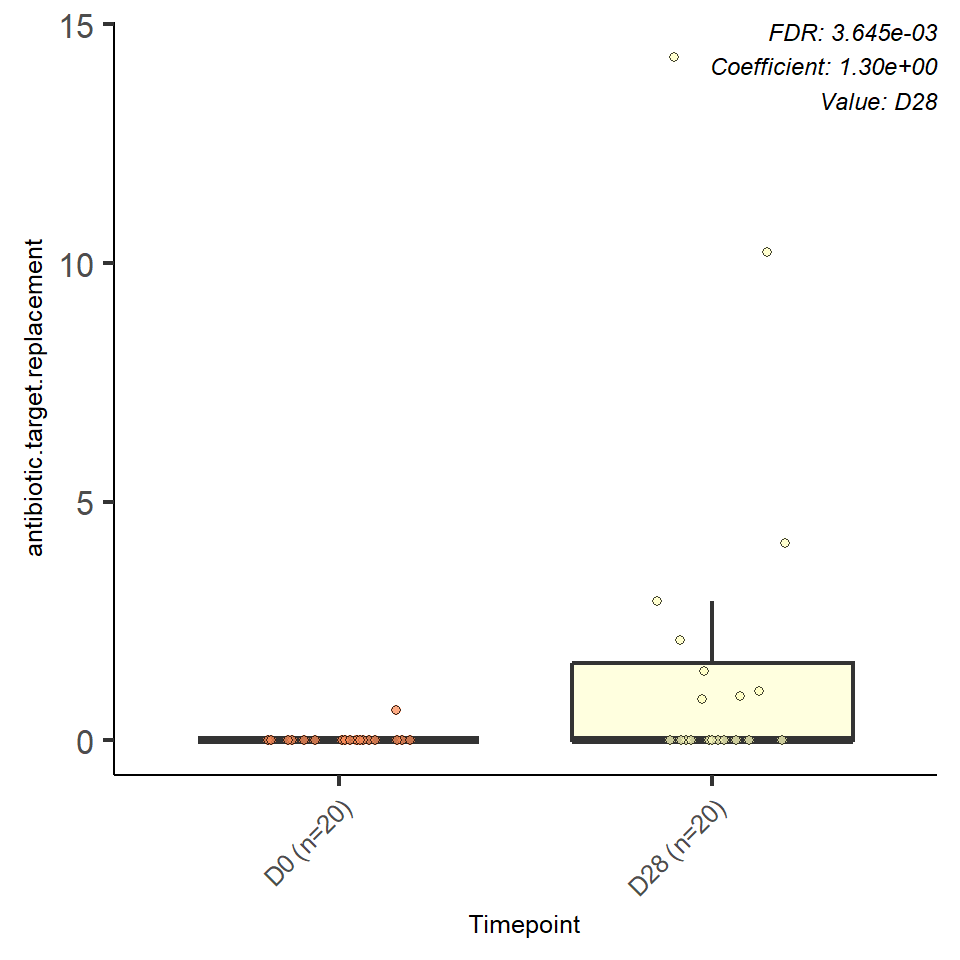 FDR: 3.645e-03
Coefficient: 1.30e+00
Value: D28
15
10
5
0
antibiotic.target.replacement
D0 (n=20)
D28 (n=20)
Timepoint